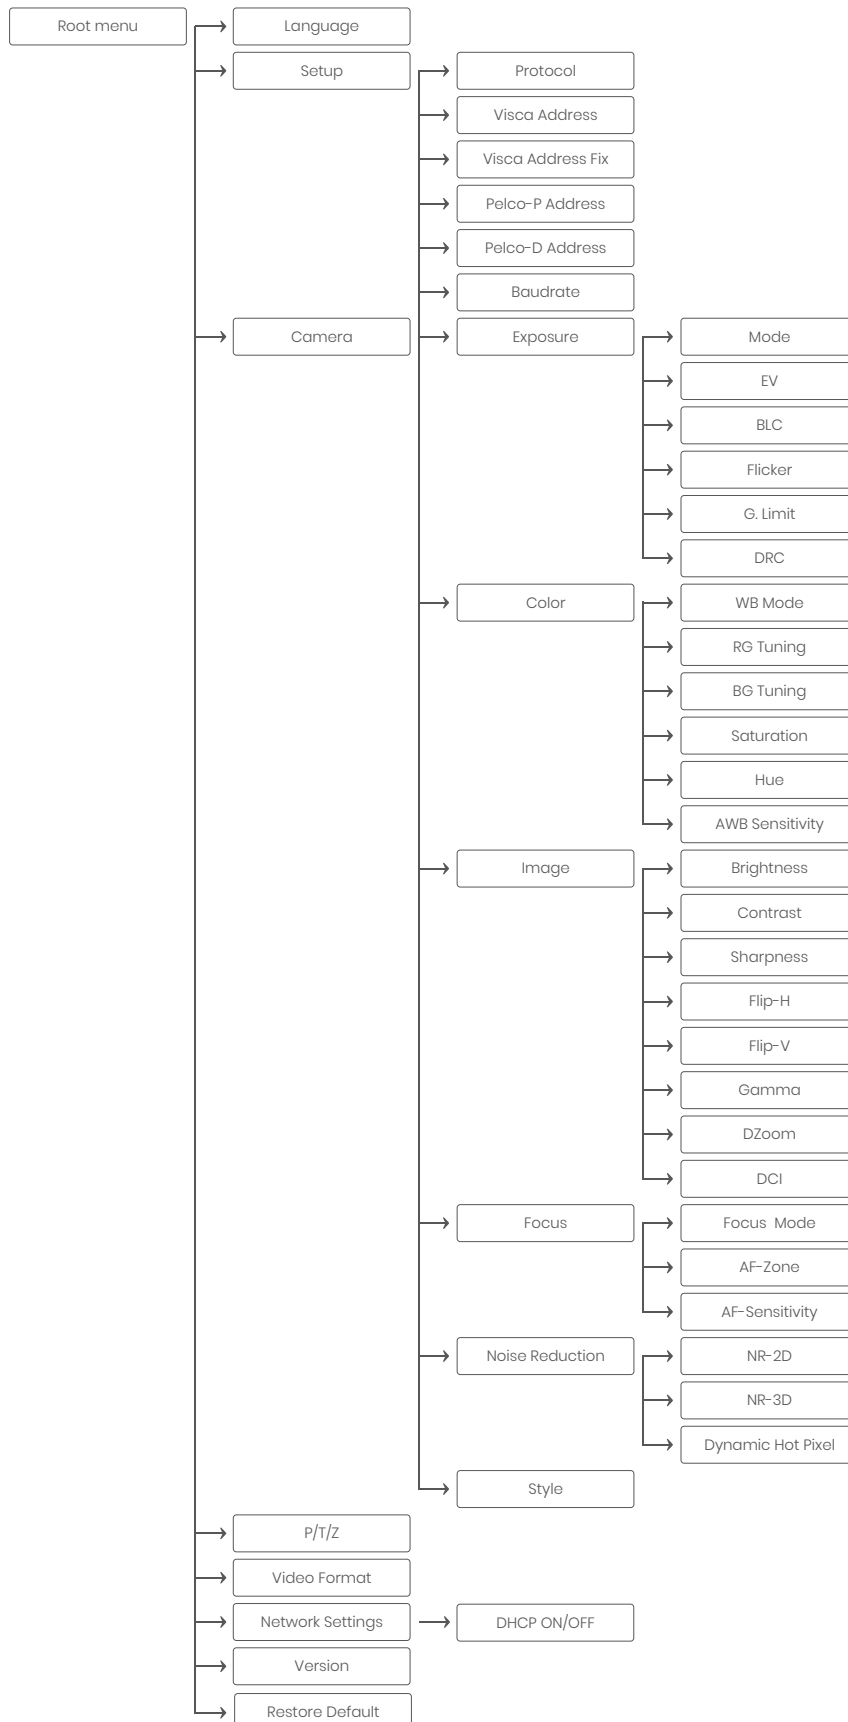 Root menu
Language
Setup
Protocol
Visca Address
Visca Address Fix
Pelco-P Address
Pelco-D Address
Baudrate
Camera
Exposure
Mode
EV
BLC
Flicker
G. Limit
DRC
Color
WB Mode
RG Tuning
BG Tuning
Saturation
Hue
AWB Sensitivity
Image
Brightness
Contrast
Sharpness
Flip-H
Flip-V
Gamma
DZoom
DCI
Focus
Focus Mode
AF-Zone
AF-Sensitivity
Noise Reduction
NR-2D
NR-3D
Dynamic Hot Pixel
Style
P/T/Z
Video Format
Network Settings
DHCP ON/OFF
Version
Restore Default